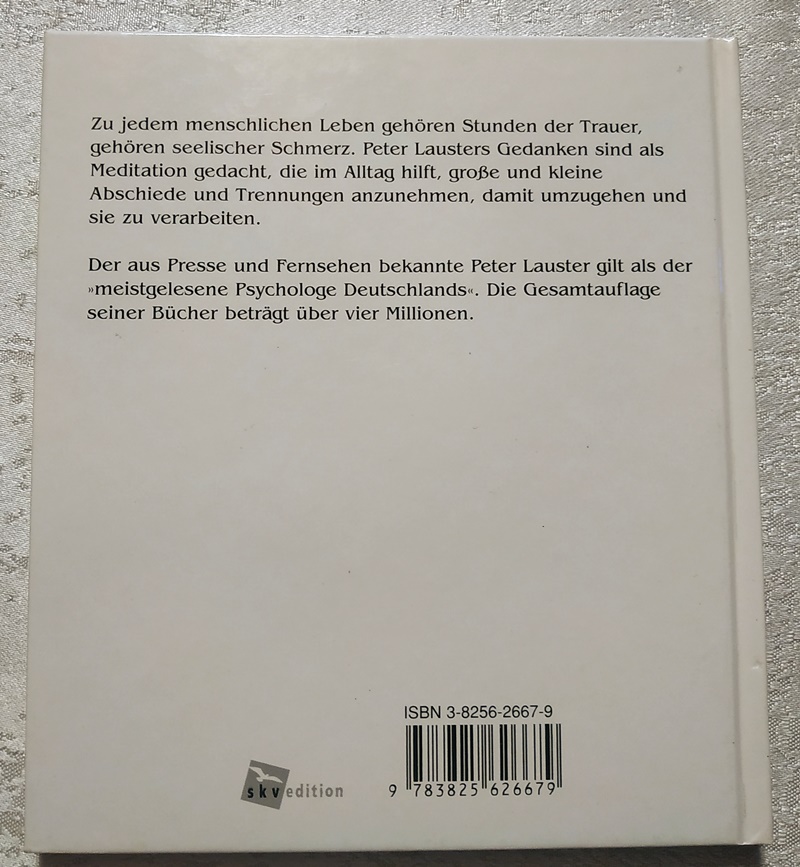 Zu jedem menschlichen Leben gehören Stunden der Trauer,
gehören seelischer Schmerz. Peter Lausters Gedanken sind als
Meditation gedacht, die im Alltag hilft, große und kleine
Abschiede und Trennungen anzunehmen, damit umzugehen und
sie zu verarbeiten.
Der aus Presse und Fernsehen bekannte Peter Lauster gilt als der
»meistgelesene Psychologe Deutschlands«. Die Gesamtauflage
seiner Bücher beträgt über vier Millionen.
ISBN 3-8256-2667-9
9 783825 626679
skv edition